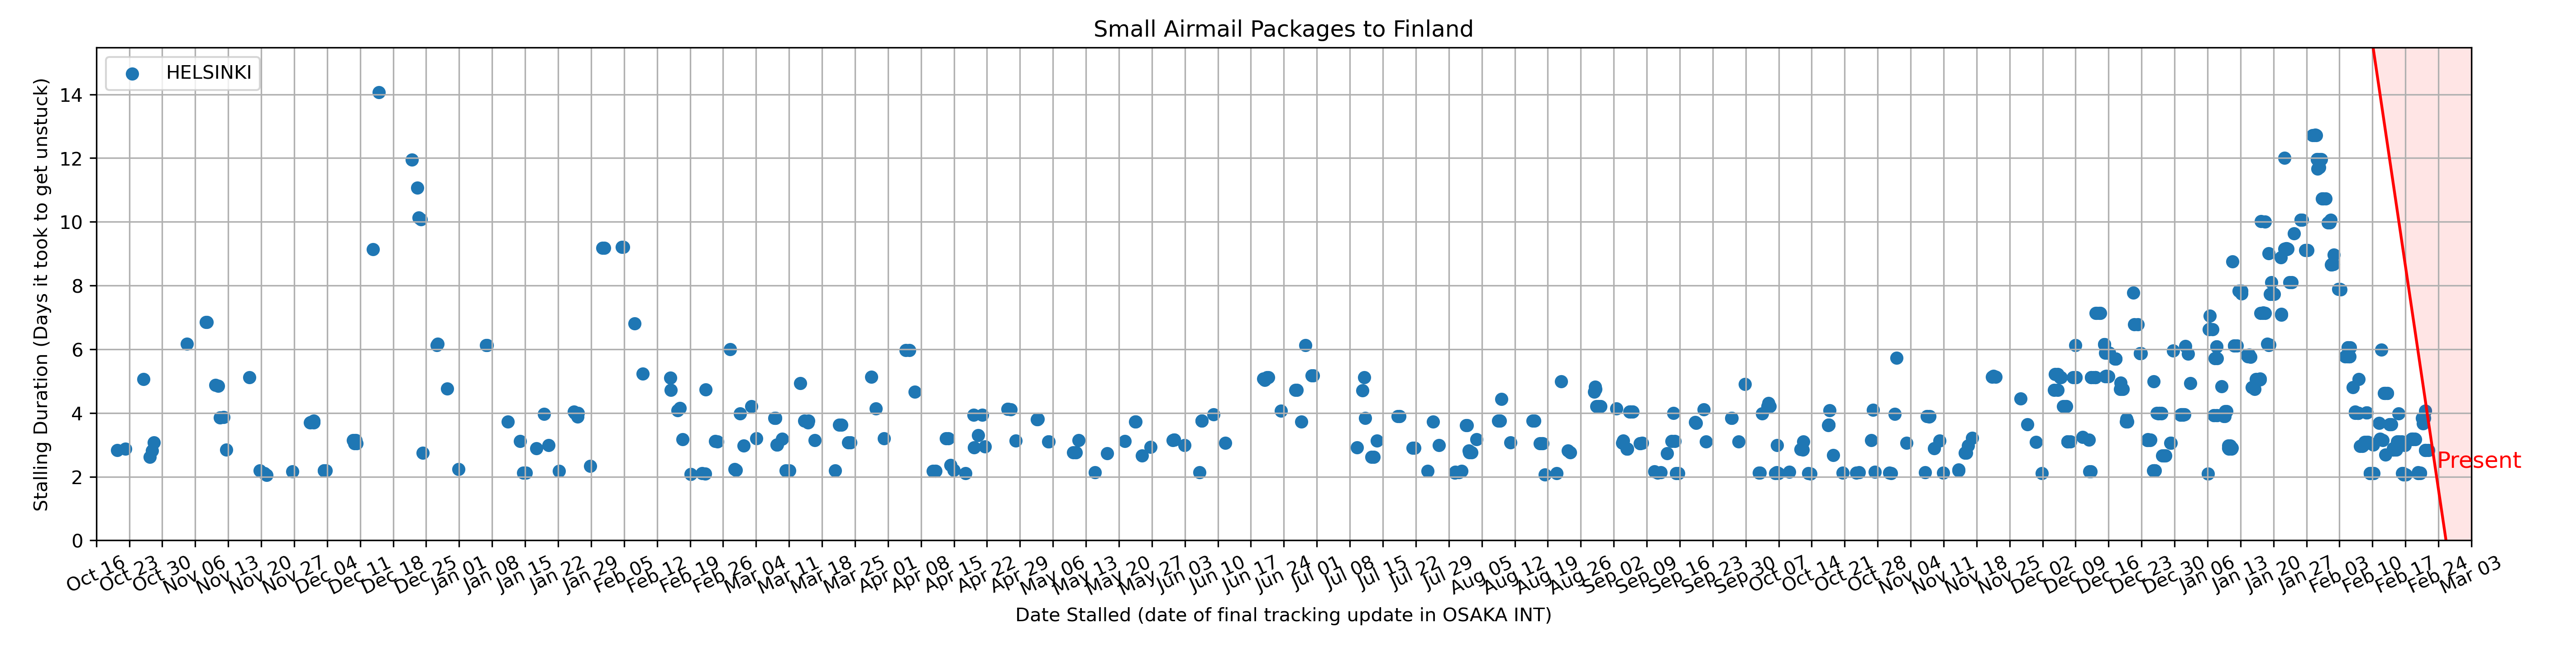 Small Airmail Packages to Finland
HELSINKI
Stalling Duration (Days it took to get unstuck)
14
12
10
8
6
4
2
0
Present
Oct 16 Oct 23 Oct 30 Nov 06 Nov 13 Nov 20 Nov 27 Dec 04 Dec 11 Dec 18 Dec 25 Jan 01 Jan 08 Jan 15 Jan 22 Jan 29 Feb 05 Feb 12 Feb 19 Feb 26 Mar 04 Mar 11 Mar 18 Mar 25 Apr 01 Apr 08 Apr 15 Apr 22 Apr 29 May 06 May 13 May 20 May 27 Jun 03 Jun 10 Jun 17 Jun 24 Jul 01 Jul 08 Jul 15 Jul 22 Jul 29 Aug 05 Aug 12 Aug 19 Aug 26 Sep 02 Sep 09 Sep 16 Sep 23 Sep 30 Oct 07 Oct 14 Oct 21 Oct 28 Nov 04 Nov 11 Nov 18 Nov 25 Dec 02 Dec 09 Dec 16 Dec 23 Dec 30 Jan 06 Jan 13 Jan 20 Jan 27 Feb 03 Feb 10 Feb 17 Feb 24 Mar 03
Date Stalled (date of final tracking update in OSAKA INT)